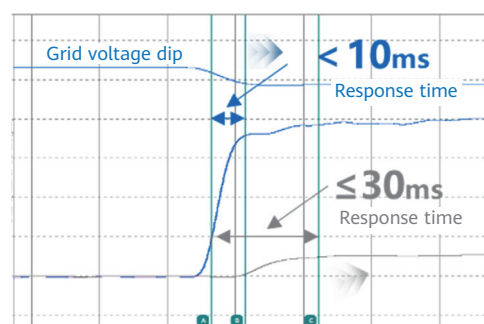 Grid voltage dip
< 10ms
Response time
≤30ms
Response time
A
B
C